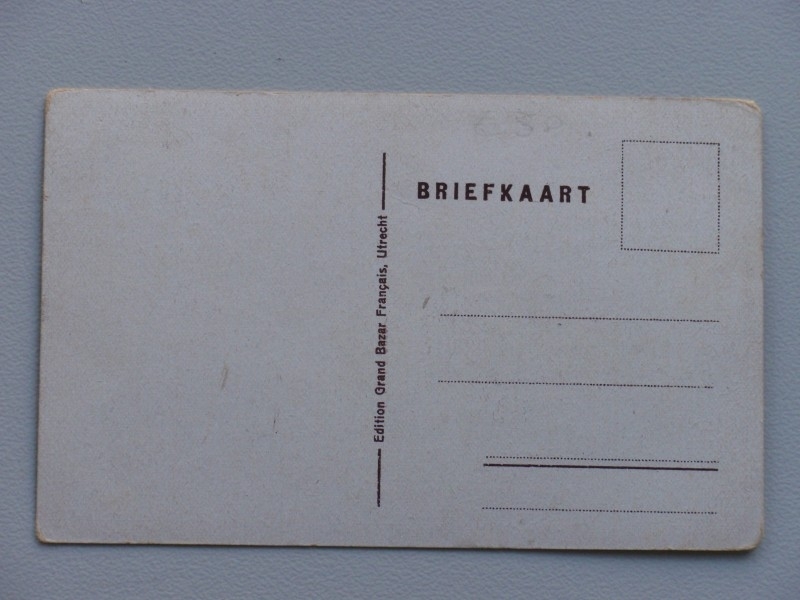 BRIEFKAART
Edition Grand Bazar Français, Utrecht